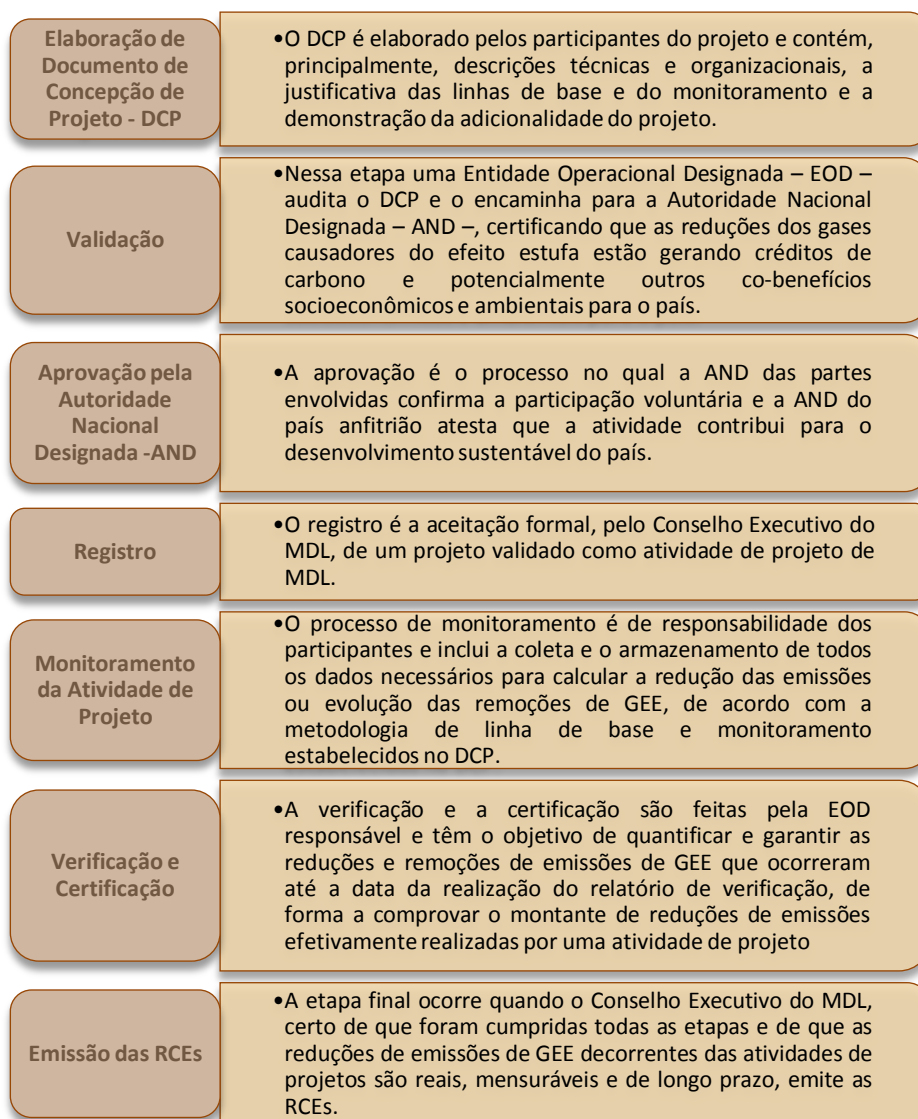 Elaboração de
Documento de
Concepção de
Projeto - DCP
•O DCP é elaborado pelos participantes do projeto e contém,
principalmente, descrições técnicas e organizacionais, a
justificativa das linhas de base e do monitoramento e a
demonstração da adicionalidade do projeto.
Validação
•Nessa etapa uma Entidade Operacional Designada – EOD –
audita o DCP e o encaminha para a Autoridade Nacional
Designada – AND –, certificando que as reduções dos gases
causadores do efeito estufa estão gerando créditos de
carbono e potencialmente outros co-benefícios
socioeconômicos e ambientais para o país.
Aprovação pela
Autoridade
Nacional
Designada -AND
•A aprovação é o processo no qual a AND das partes
envolvidas confirma a participação voluntária e a AND do
país anfitrião atesta que a atividade contribui para o
desenvolvimento sustentável do país.
Registro
•O registro é a aceitação formal, pelo Conselho Executivo do
MDL, de um projeto validado como atividade de projeto de
MDL.
Monitoramento
da Atividade de
Projeto
•O processo de monitoramento é de responsabilidade dos
participantes e inclui a coleta e o armazenamento de todos
os dados necessários para calcular a redução das emissões
ou evolução das remoções de GEE, de acordo com a
metodologia de linha de base e monitoramento
estabelecidos no DCP.
Verificação e
Certificação
•A verificação e a certificação são feitas pela EOD
responsável e têm o objetivo de quantificar e garantir as
reduções e remoções de emissões de GEE que ocorreram
até a data da realização do relatório de verificação, de
forma a comprovar o montante de reduções de emissões
efetivamente realizadas por uma atividade de projeto
Emissão das RCEs
•A etapa final ocorre quando o Conselho Executivo do MDL,
certo de que foram cumpridas todas as etapas e de que as
reduções de emissões de GEE decorrentes das atividades de
projetos são reais, mensuráveis e de longo prazo, emite as
RCEs.